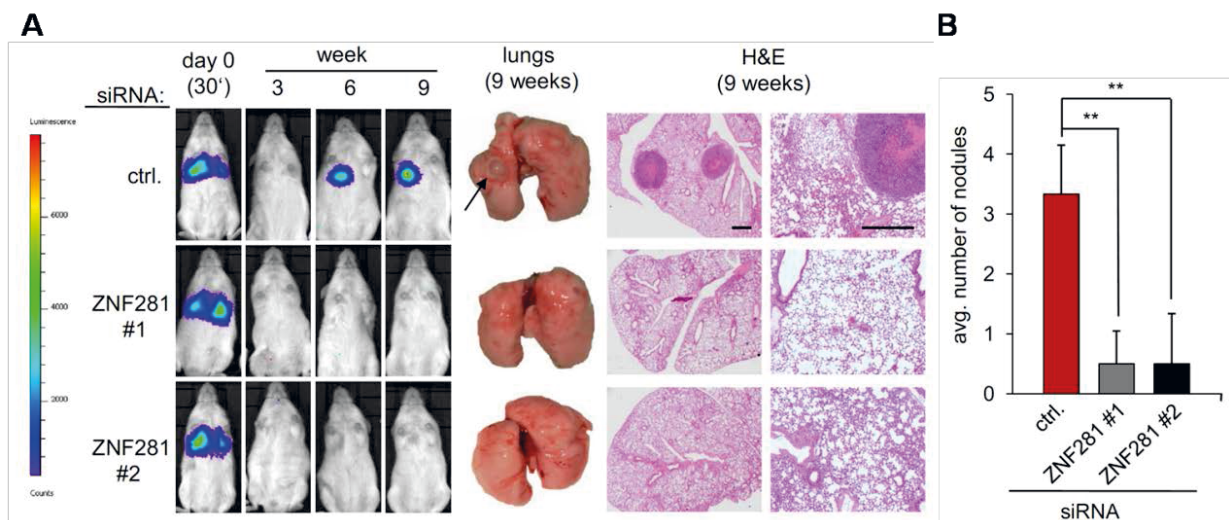 A
B
day 0
(30‘)
week
3 6 9
lungs
(9 weeks)
H&E
(9 weeks)
siRNA:
Luminescence
6000
4000
2000
Counts
ctrl.
ZNF281
#1
ZNF281
#2
**
**
avg. number of nodules
5
4
3
2
1
0
ctrl.
ZNF281 #1
ZNF281 #2
siRNA